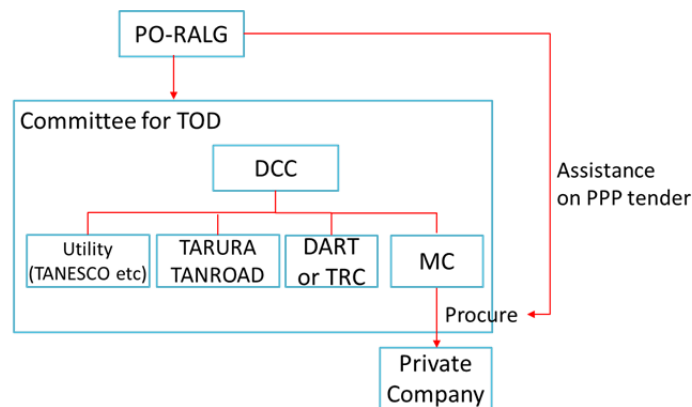 PO-RALG
Committee for TOD
DCC
Assistance
on PPP tender
Utility
(TANESCO etc)
TARURA
TANROAD
DART
or TRC
MC
Procure
Private
Company